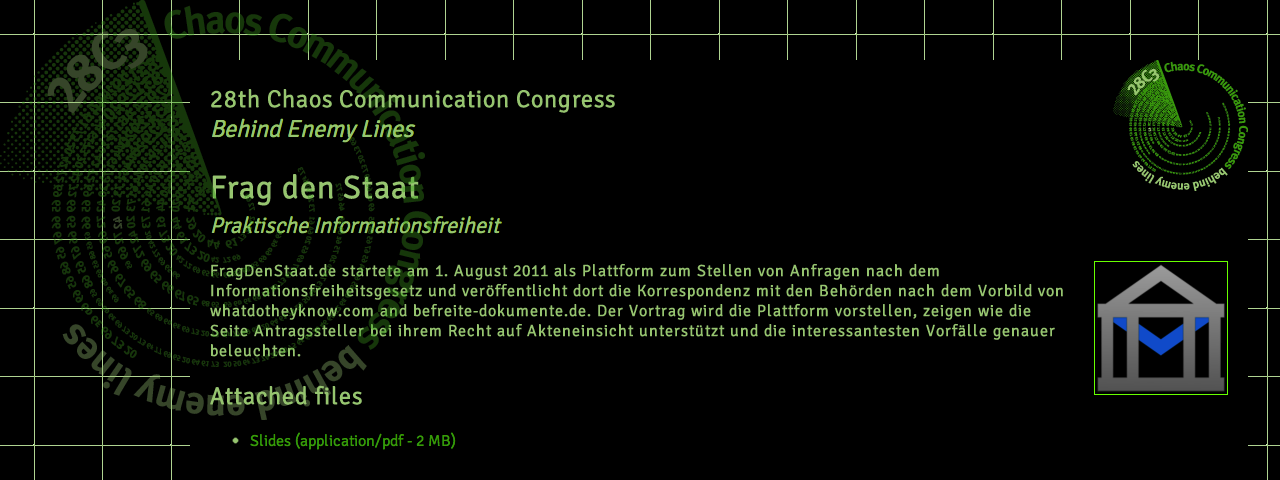 28C3 Chaos Communication Congress behind enemy lines
28th Chaos Communication Congress
Behind Enemy Lines
Frag den Staat
Praktische Informationsfreiheit
FragDenStaat.de startete am 1. August 2011 als Plattform zum Stellen von Anfragen nach dem
Informationsfreiheitsgesetz und veröffentlicht dort die Korrespondenz mit den Behörden nach dem Vorbild von
whatdotheyknow.com and befreite-dokumente.de. Der Vortrag wird die Plattform vorstellen, zeigen wie die
Seite Antragssteller bei ihrem Recht auf Akteneinsicht unterstützt und die interessantesten Vorfälle genauer
beleuchten.
Attached files
Slides (application/pdf - 2 MB)
28C3 Chaos Communication Congress behind enemy lines